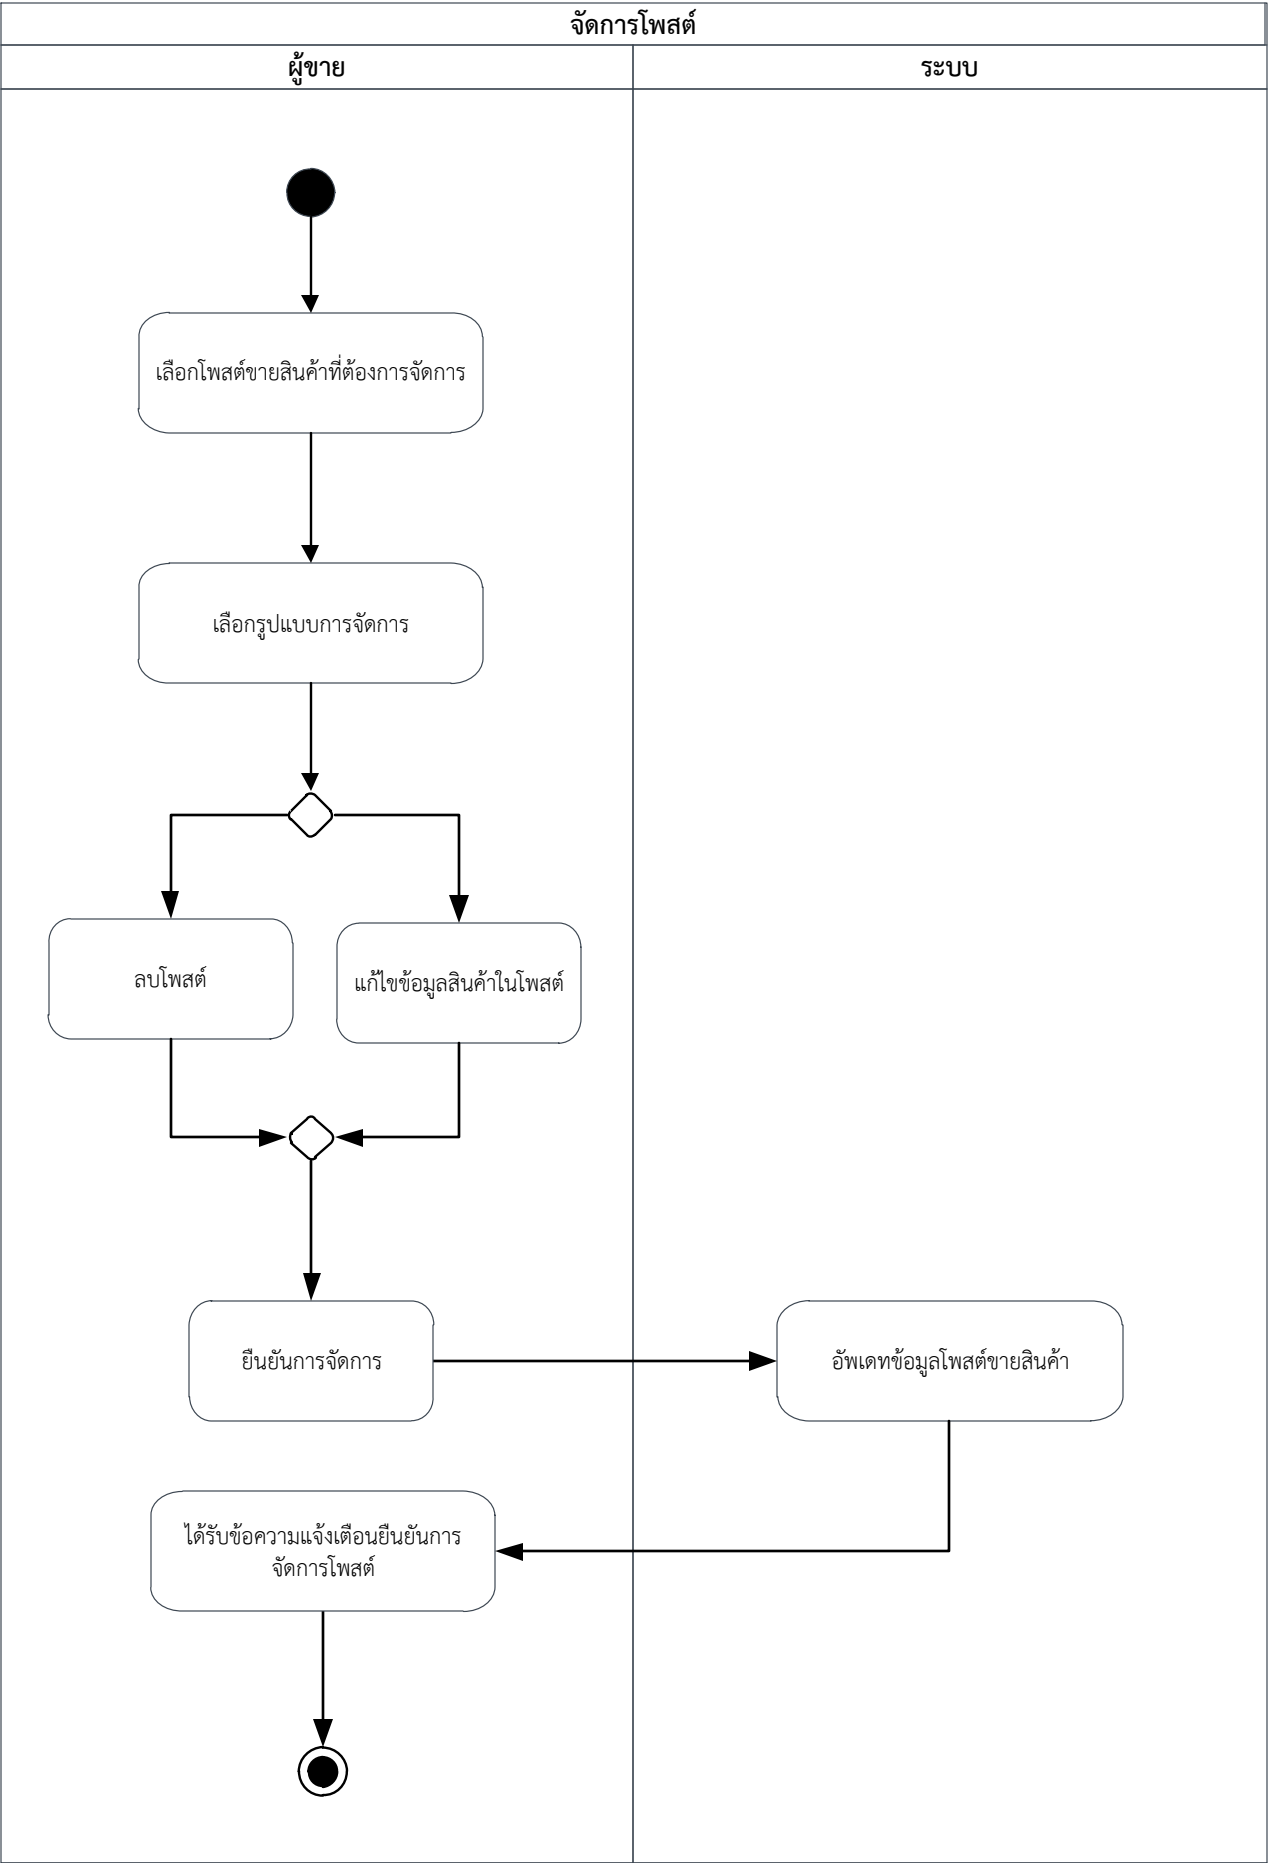 จัดการโพสต์
ผู้ขาย
ระบบ
เลือกโพสต์ขายสินค้าที่ต้องการจัดการ
เลือกรูปแบบการจัดการ
ลบโพสต์
แก้ไขข้อมูลสินค้าในโพสต์
ยืนยันการจัดการ
อัพเดทข้อมูลโพสต์ขายสินค้า
ได้รับข้อความแจ้งเตือนยืนยันการ
จัดการโพสต์